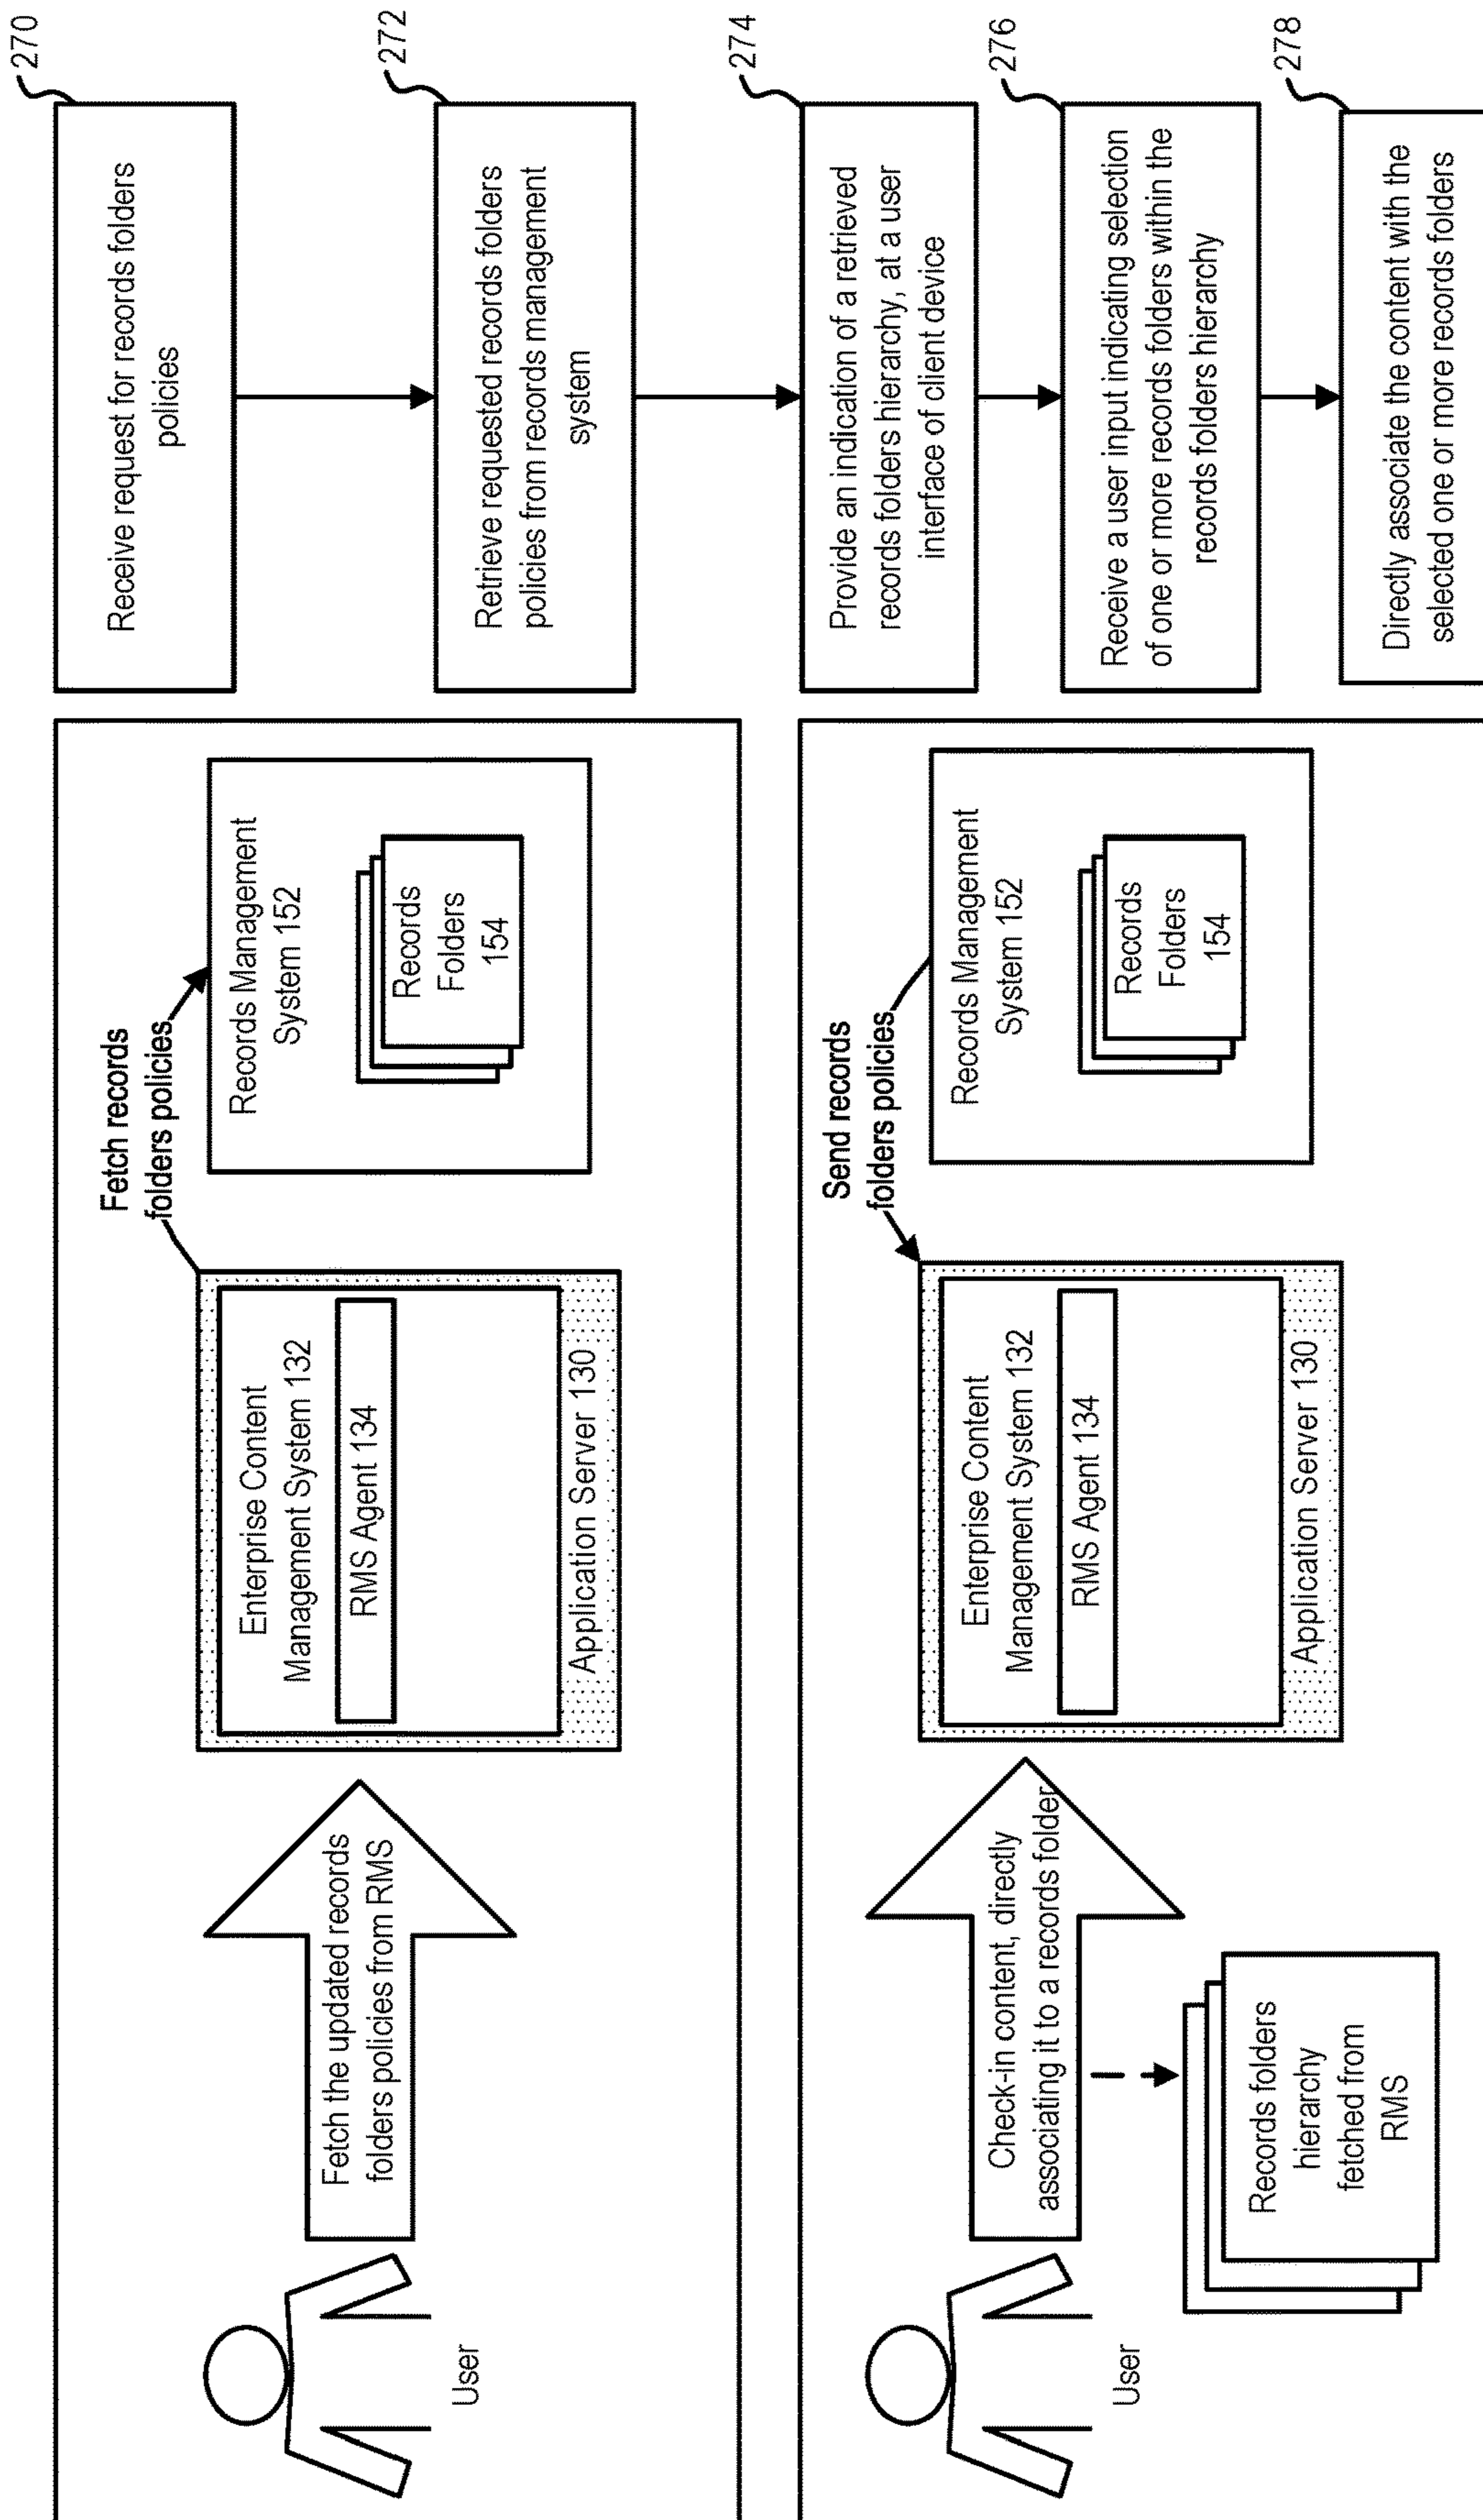 User
Fetch the updated records
folders policies from RMS
Enterprise Content
Management System 132
RMS Agent 134
Application Server 130
Fetch records
folders policies
Records Management
System 152
Records
Folders
154
User
Check-in content, directly
associating it to a records folder
Records folders
hierarchy
fetched from
RMS
Enterprise Content
Management System 132
RMS Agent 134
Application Server 130
Send records
folders policies
Records Management
System 152
Records
Folders
154
270
Receive request for records folders
policies
272
Retrieve requested records folders
policies from records management
system
274
Provide an indication of a retrieved
records folders hierarchy, at a user
interface of client device
276
Receive a user input indicating selection
of one or more records folders within the
records folders hierarchy
278
Directly associate the content with the
selected one or more records folders